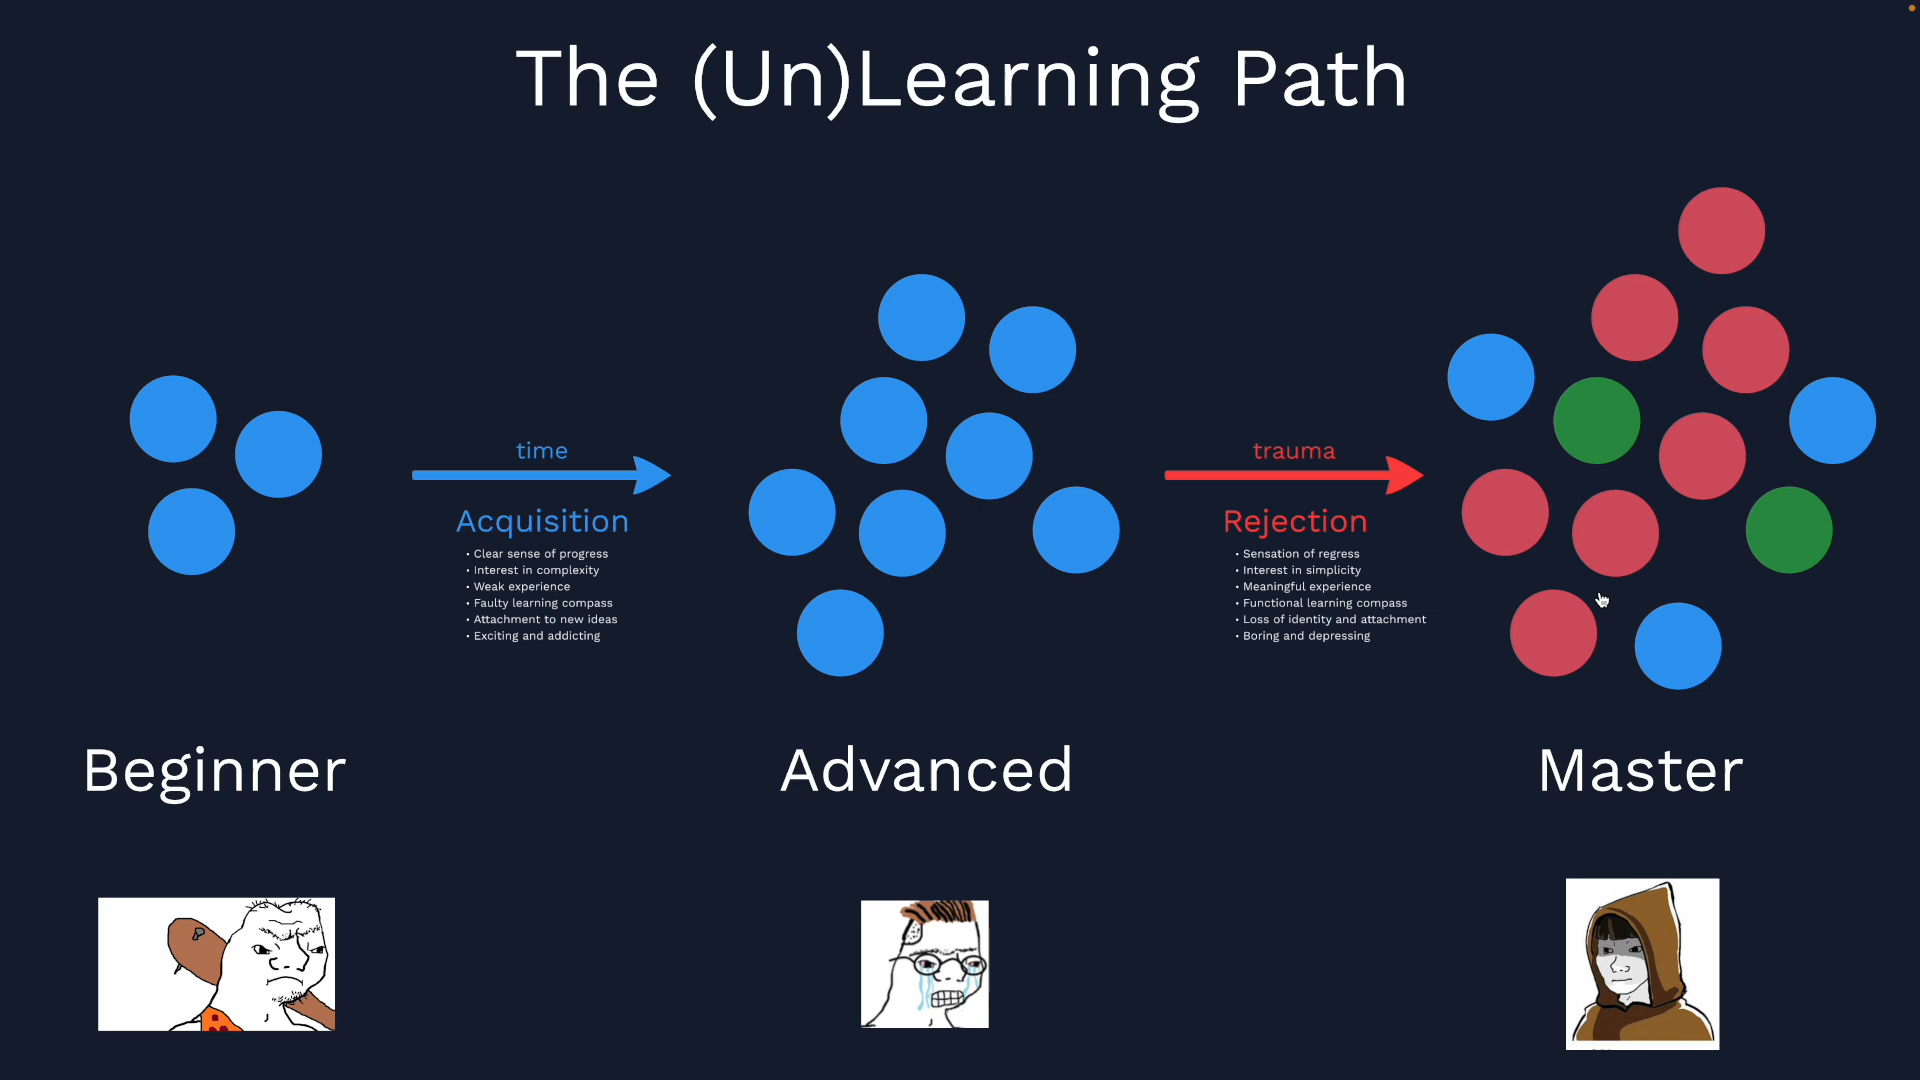 The (Un)Learning Path
time
Acquisition
• Clear sense of progress
• Interest in complexity
• Weak experience
• Faulty learning compass
• Attachment to new ideas
• Exciting and addicting
trauma
Rejection
• Sensation of regress
• Interest in simplicity
• Meaningful experience
• Functional learning compass
• Loss of identity and attachment
• Boring and depressing
Beginner
Advanced
Master